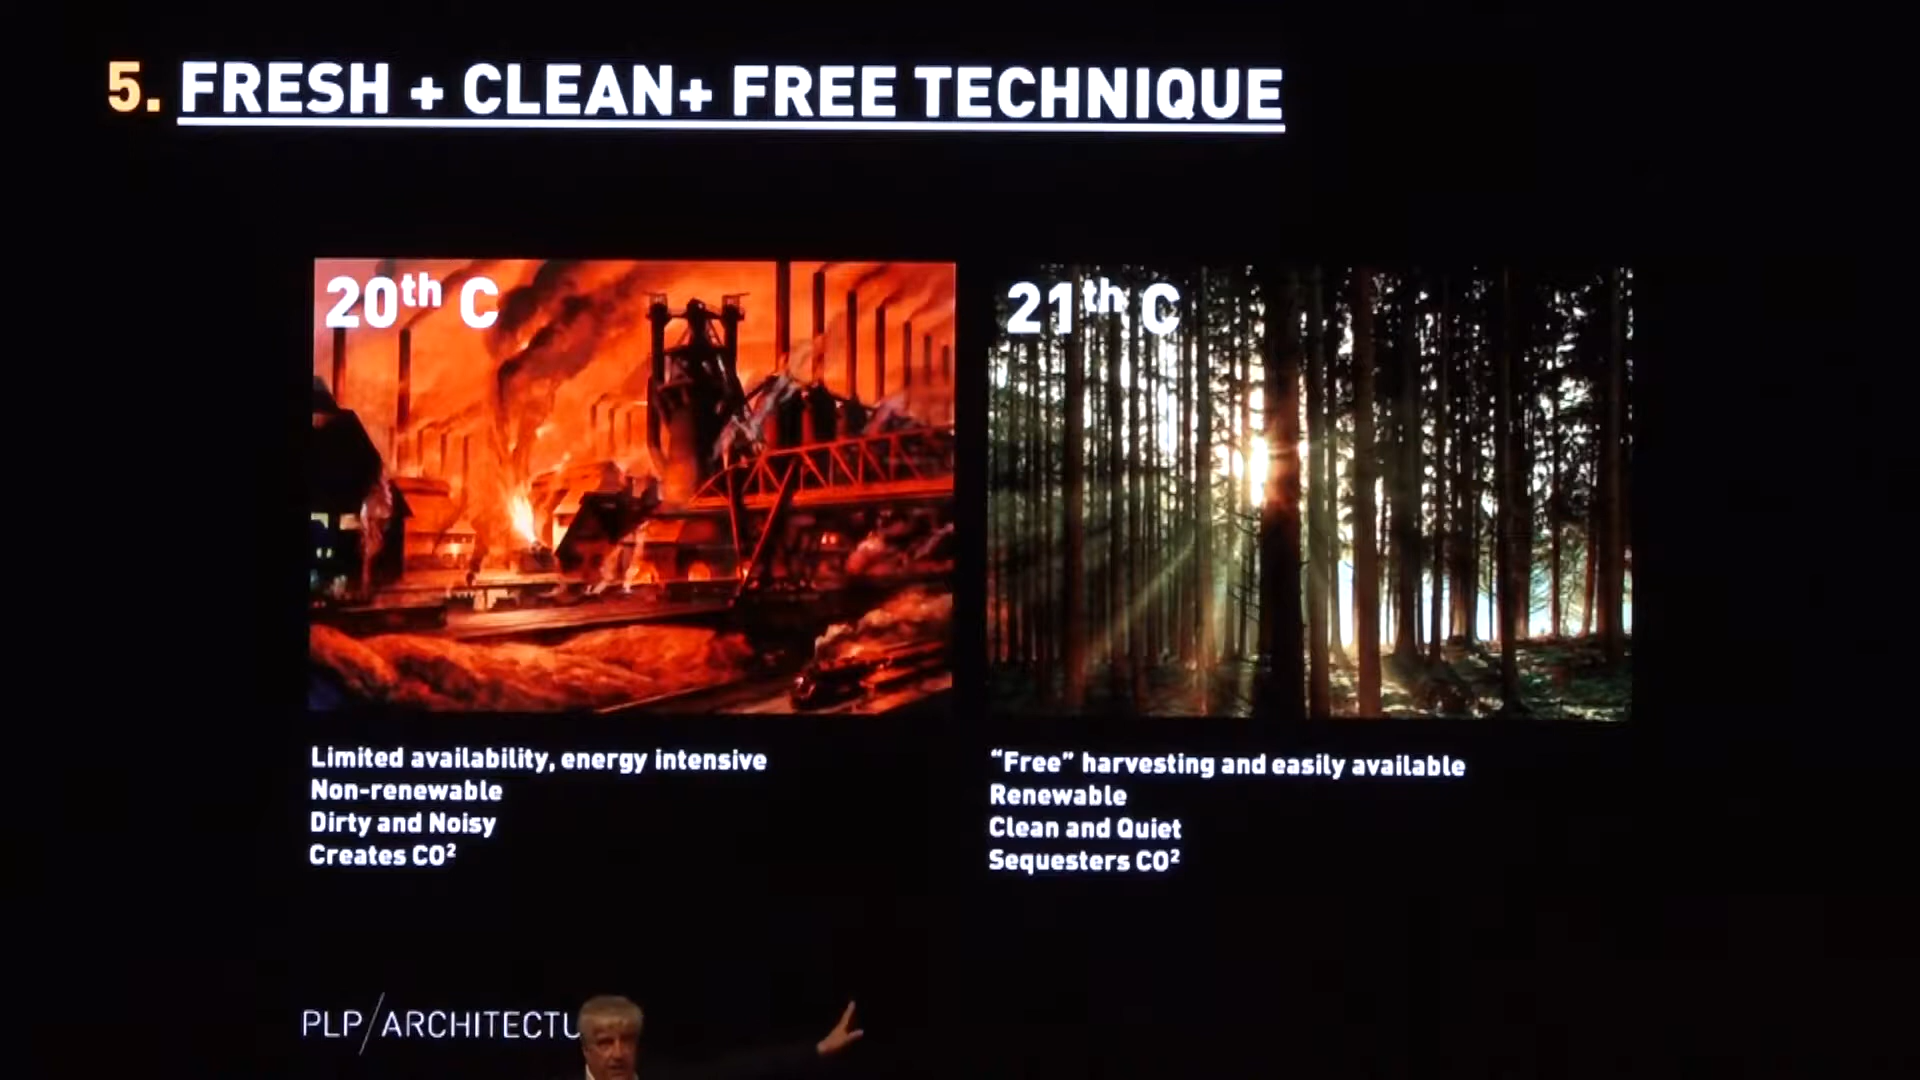 5. FRESH + CLEAN+ FREE TECHNIQUE
20th C
21th C
Limited availability, energy intensive
Non-renewable
Dirty and Noisy
Creates CO²
“Free” harvesting and easily available
Renewable
Clean and Quiet
Sequesters CO²
PLP/ARCHITECTU